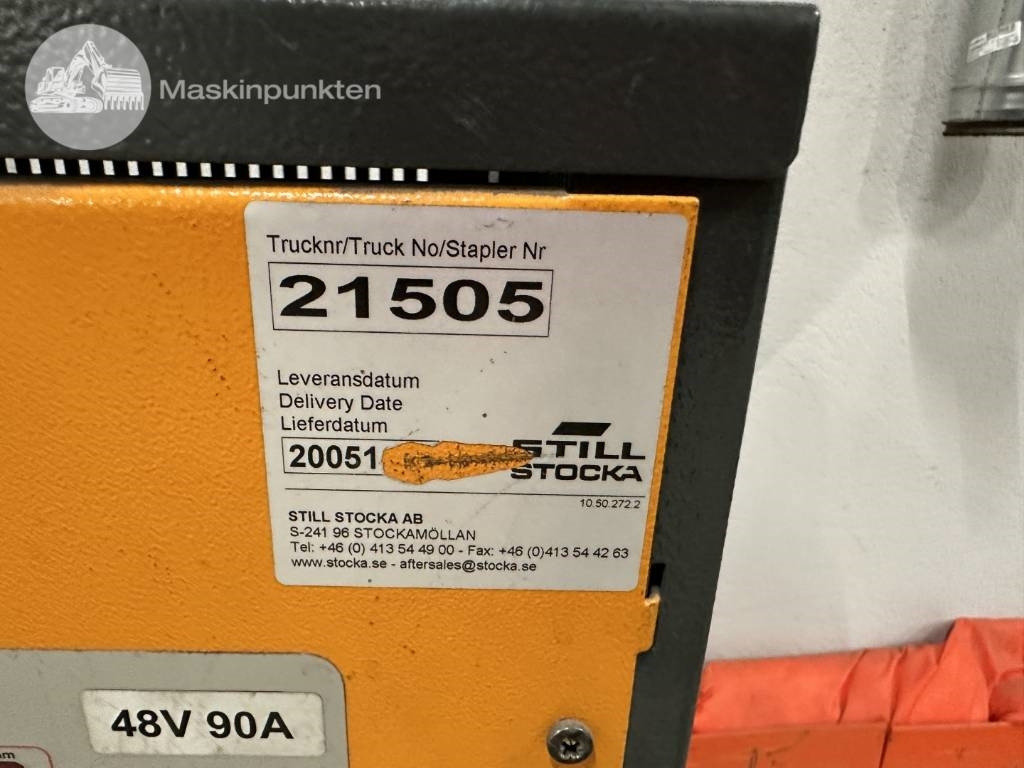 Maskinpunkten
Trucknr/Truck No/Stapler Nr
21505
Leveransdatum
Delivery Date
Lieferdatum
20051
STILL
STOCKA
10.50.272.2
STILL STOCKA AB
S-241 96 STOCKAMÖLLAN
Tel: +46 (0) 413 54 49 00 - Fax: +46 (0)413 54 42 63
www.stocka.se - aftersales@stocka.se
48V 90A